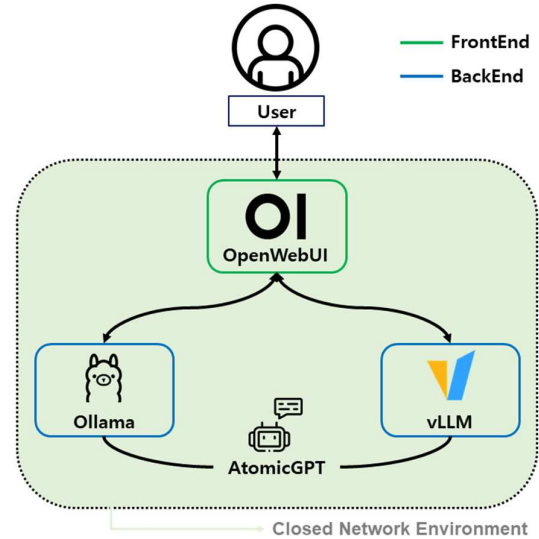 FrontEnd
BackEnd
User
OI
OpenWebUI
Ollama
vLLM
AtomicGPT
Closed Network Environment